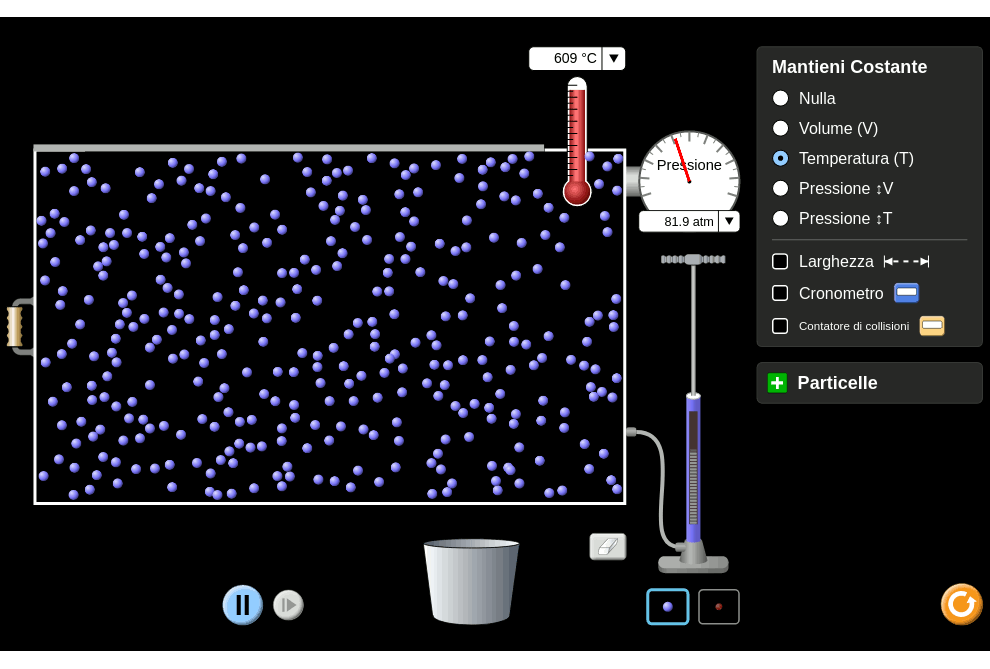 609 °C
Pressione
81.9 atm
Mantieni Costante
Nulla
Volume (V)
Temperatura (T)
Pressione ↕V
Pressione ↕T
Larghezza
Cronometro
Contatore di collisioni
Particelle